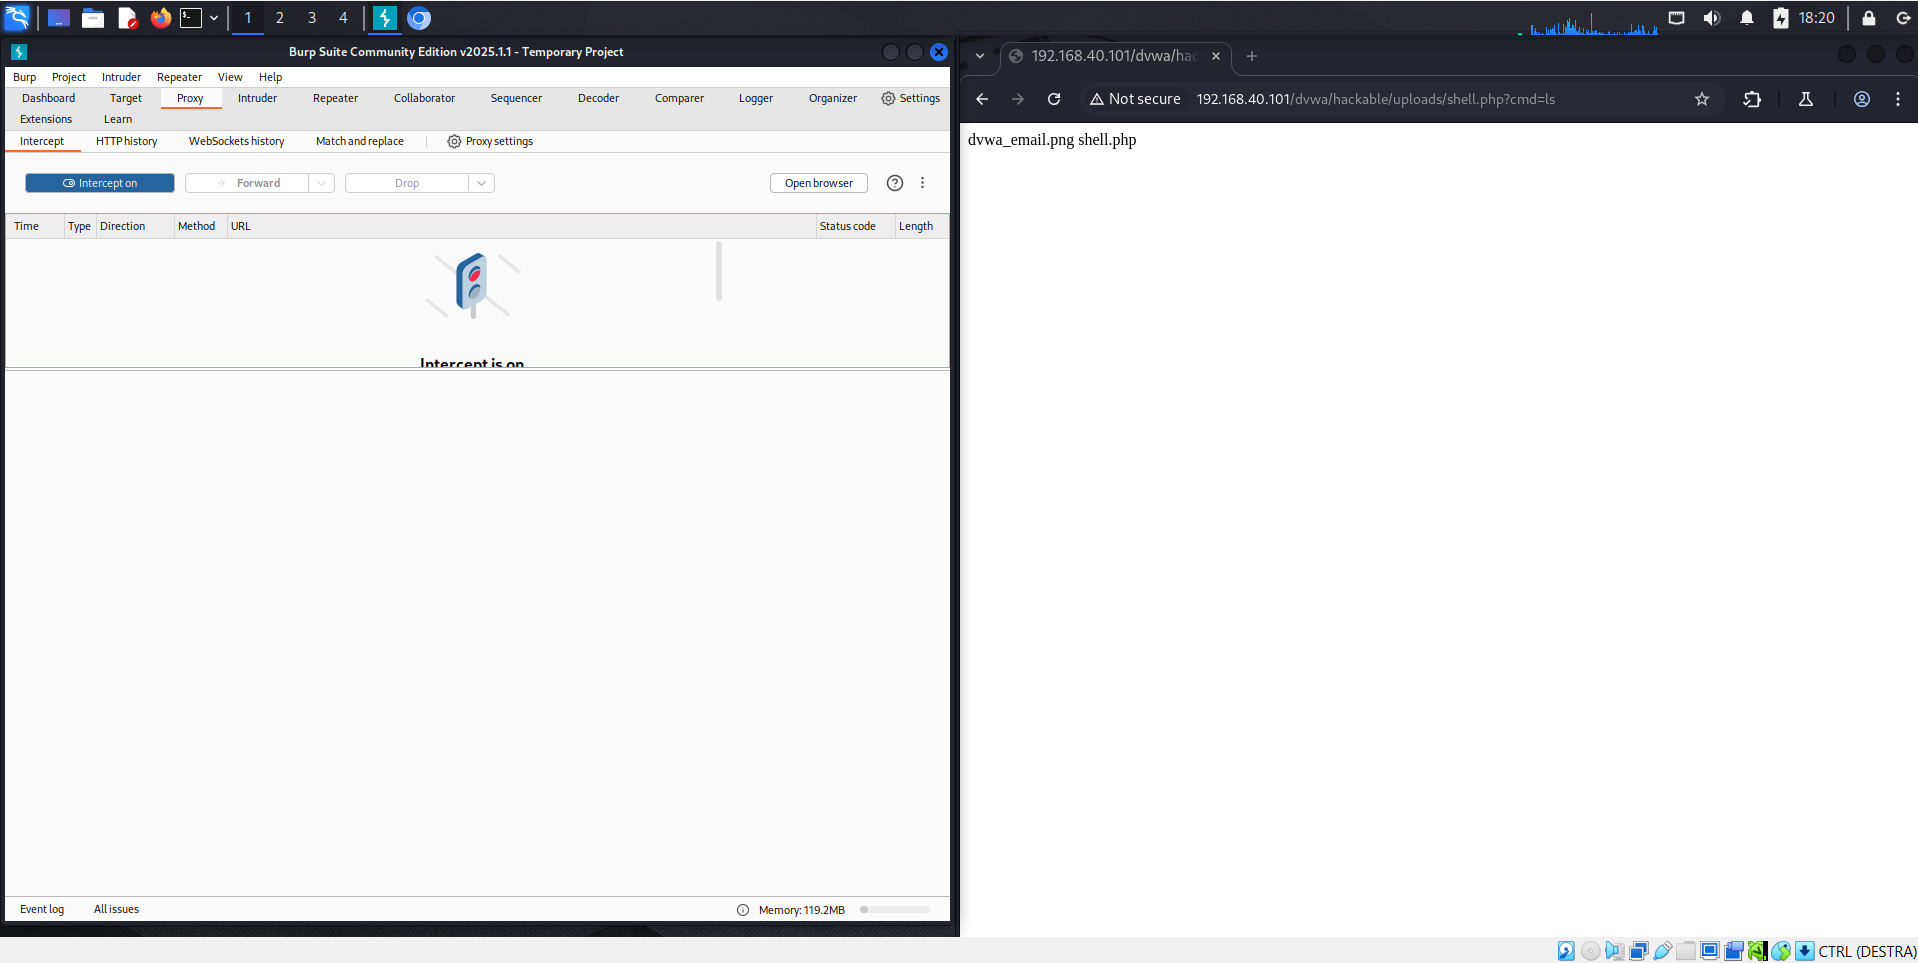 1 2 3 4 18:20
Burp Suite Community Edition v2025.1.1 - Temporary Project
Burp Project Intruder Repeater View Help
Dashboard Target Proxy Intruder Repeater Collaborator Sequencer Decoder Comparer Logger Organizer Settings
Extensions Learn
Intercept HTTP history WebSockets history Match and replace Proxy settings
Intercept on Forward Drop Open browser
Time Type Direction Method URL Status code Length
Intercept is on
Event log All issues Memory: 119.2MB
192.168.40.101/dvwa/hac
Not secure 192.168.40.101/dvwa/hackable/uploads/shell.php?cmd=ls
dvwa_email.png shell.php
CTRL (DESTRA)